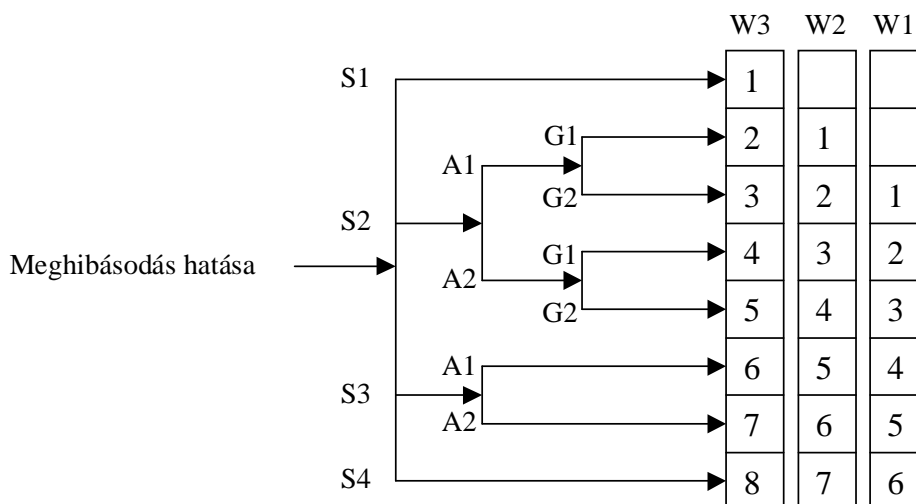 W3 W2 W1
S1 1
G1 2 1
A1
G2 3 2 1
S2
G1 4 3 2
Meghibásodás hatása
A2
G2 5 4 3
A1 6 5 4
S3
A2 7 6 5
S4 8 7 6